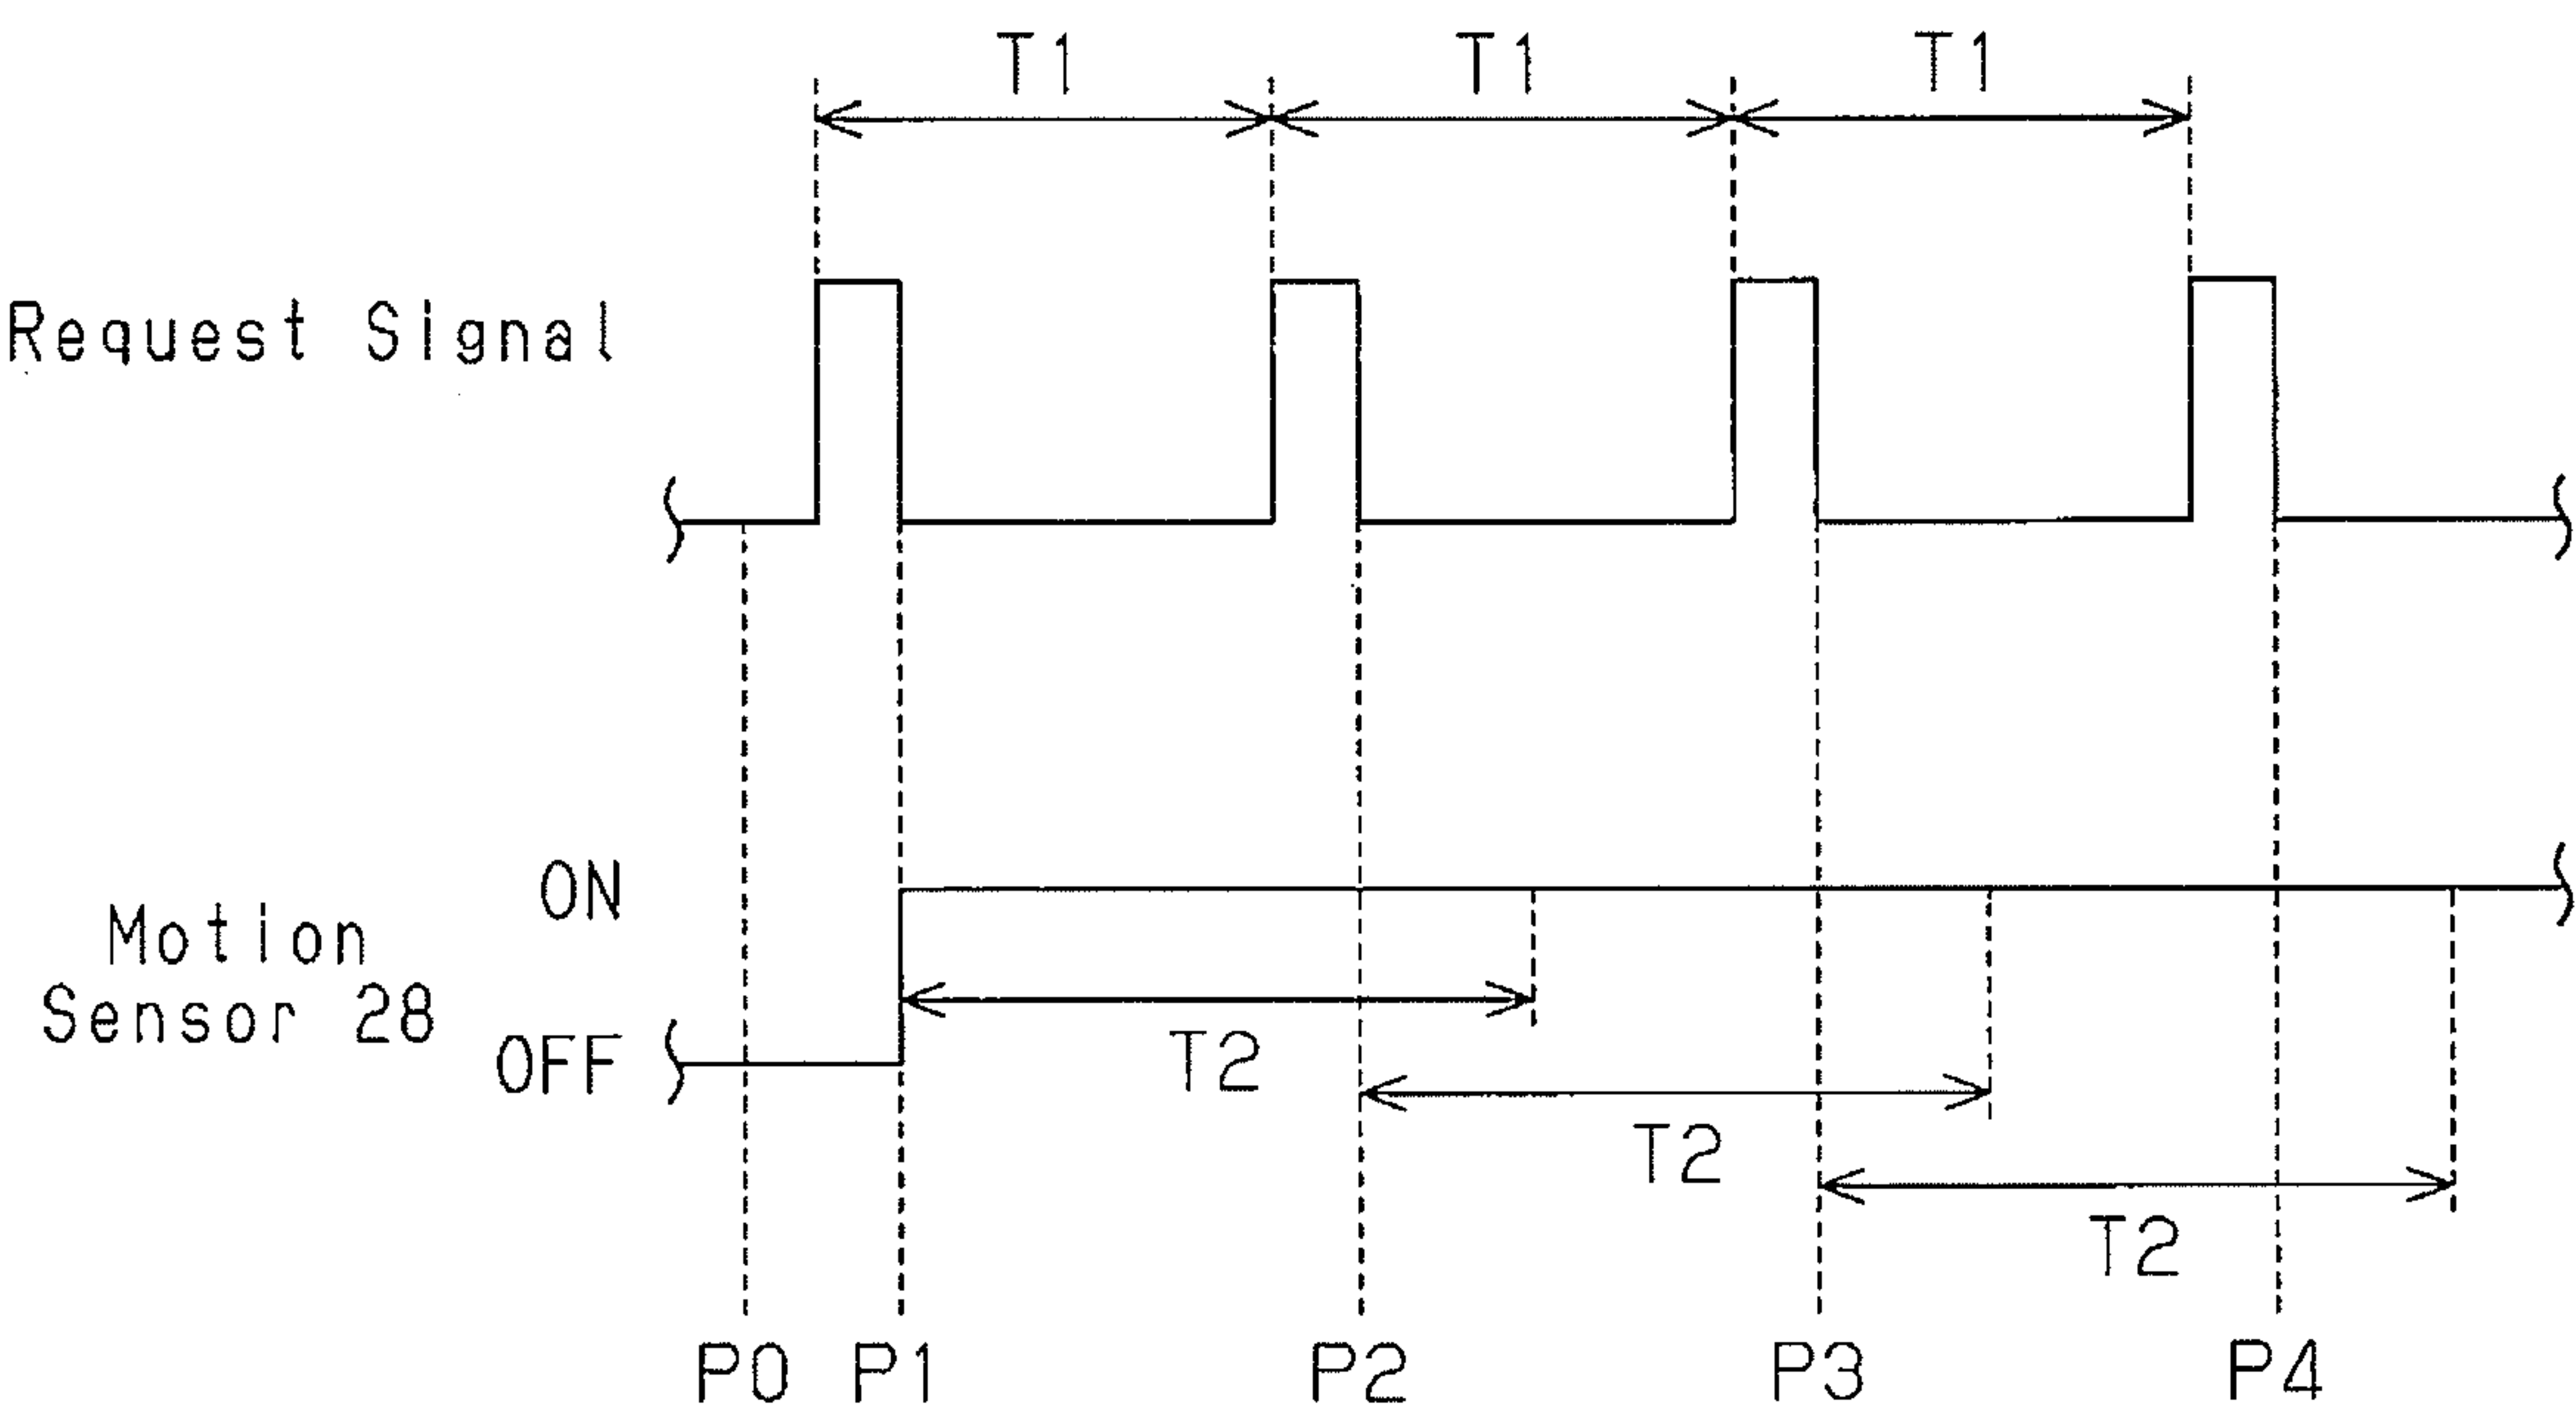 T1 T1 T1
Request Signal
ON
Motion
Sensor 28
OFF
T2
T2
T2
P0 P1 P2 P3 P4